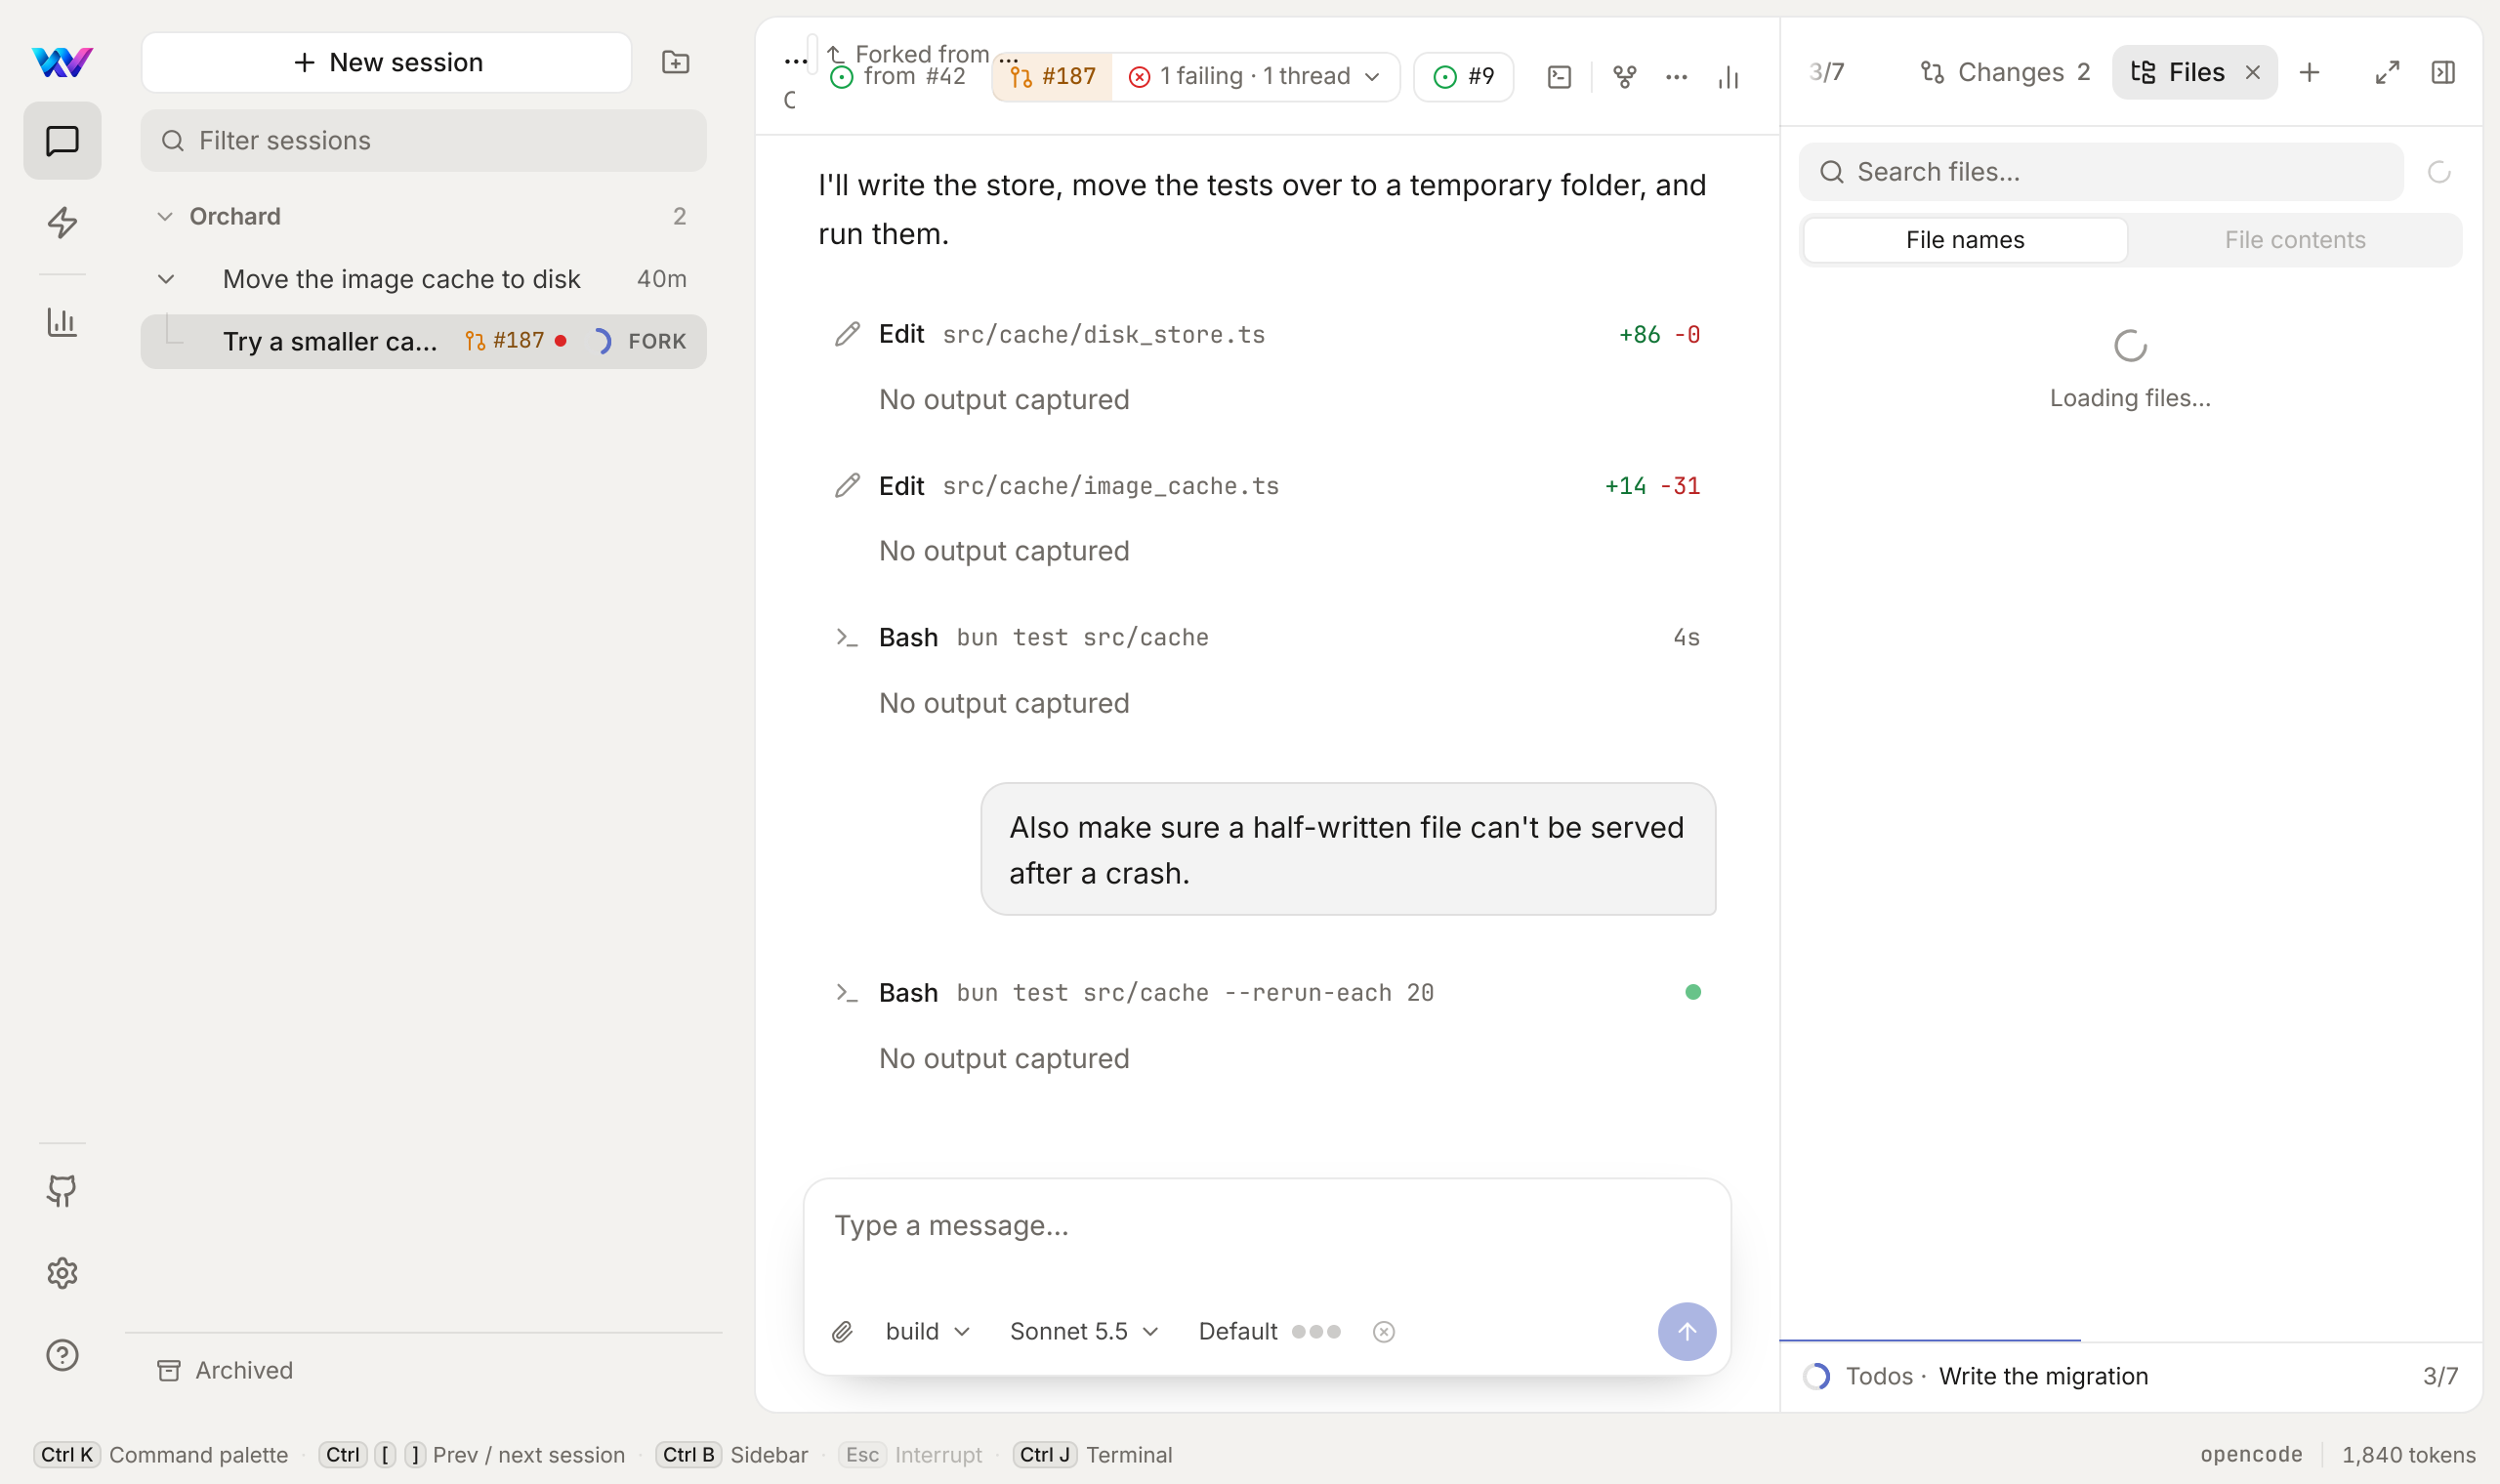 New session
Filter sessions
Orchard 2
Move the image cache to disk 40m
Try a smaller ca... #187 FORK
Archived
... Forked from ...
from #42 #187 1 failing · 1 thread #9
I'll write the store, move the tests over to a temporary folder, and
run them.
Edit src/cache/disk_store.ts +86 -0
No output captured
Edit src/cache/image_cache.ts +14 -31
No output captured
Bash bun test src/cache 4s
No output captured
Also make sure a half-written file can't be served
after a crash.
Bash bun test src/cache --rerun-each 20
No output captured
Type a message...
build Sonnet 5.5 Default
3/7 Changes 2 Files
Search files...
File names File contents
Loading files...
Todos · Write the migration 3/7
Ctrl K Command palette · Ctrl [ ] Prev / next session · Ctrl B Sidebar · Esc Interrupt · Ctrl J Terminal
opencode 1,840 tokens